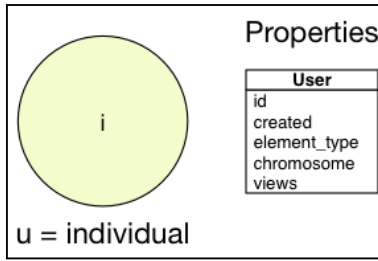 Properties
i
User
id
created
element_type
chromosome
views
u = individual